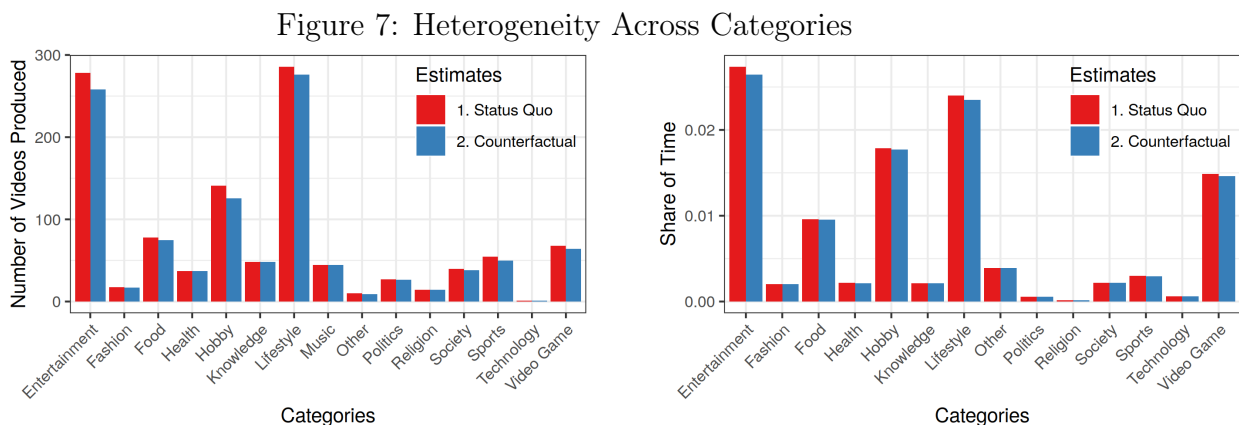 Figure 7: Heterogeneity Across Categories
Number of Videos Produced
300
200
100
0
Estimates
1. Status Quo
2. Counterfactual
Entertainment
Fashion
Food
Health
Hobby
Knowledge
Lifestyle
Music
Other
Politics
Religion
Society
Sports
Technology
Video Game
Categories
Share of Time
0.02
0.01
0.00
Estimates
1. Status Quo
2. Counterfactual
Entertainment
Fashion
Food
Health
Hobby
Knowledge
Lifestyle
Other
Politics
Religion
Society
Sports
Technology
Video Game
Categories